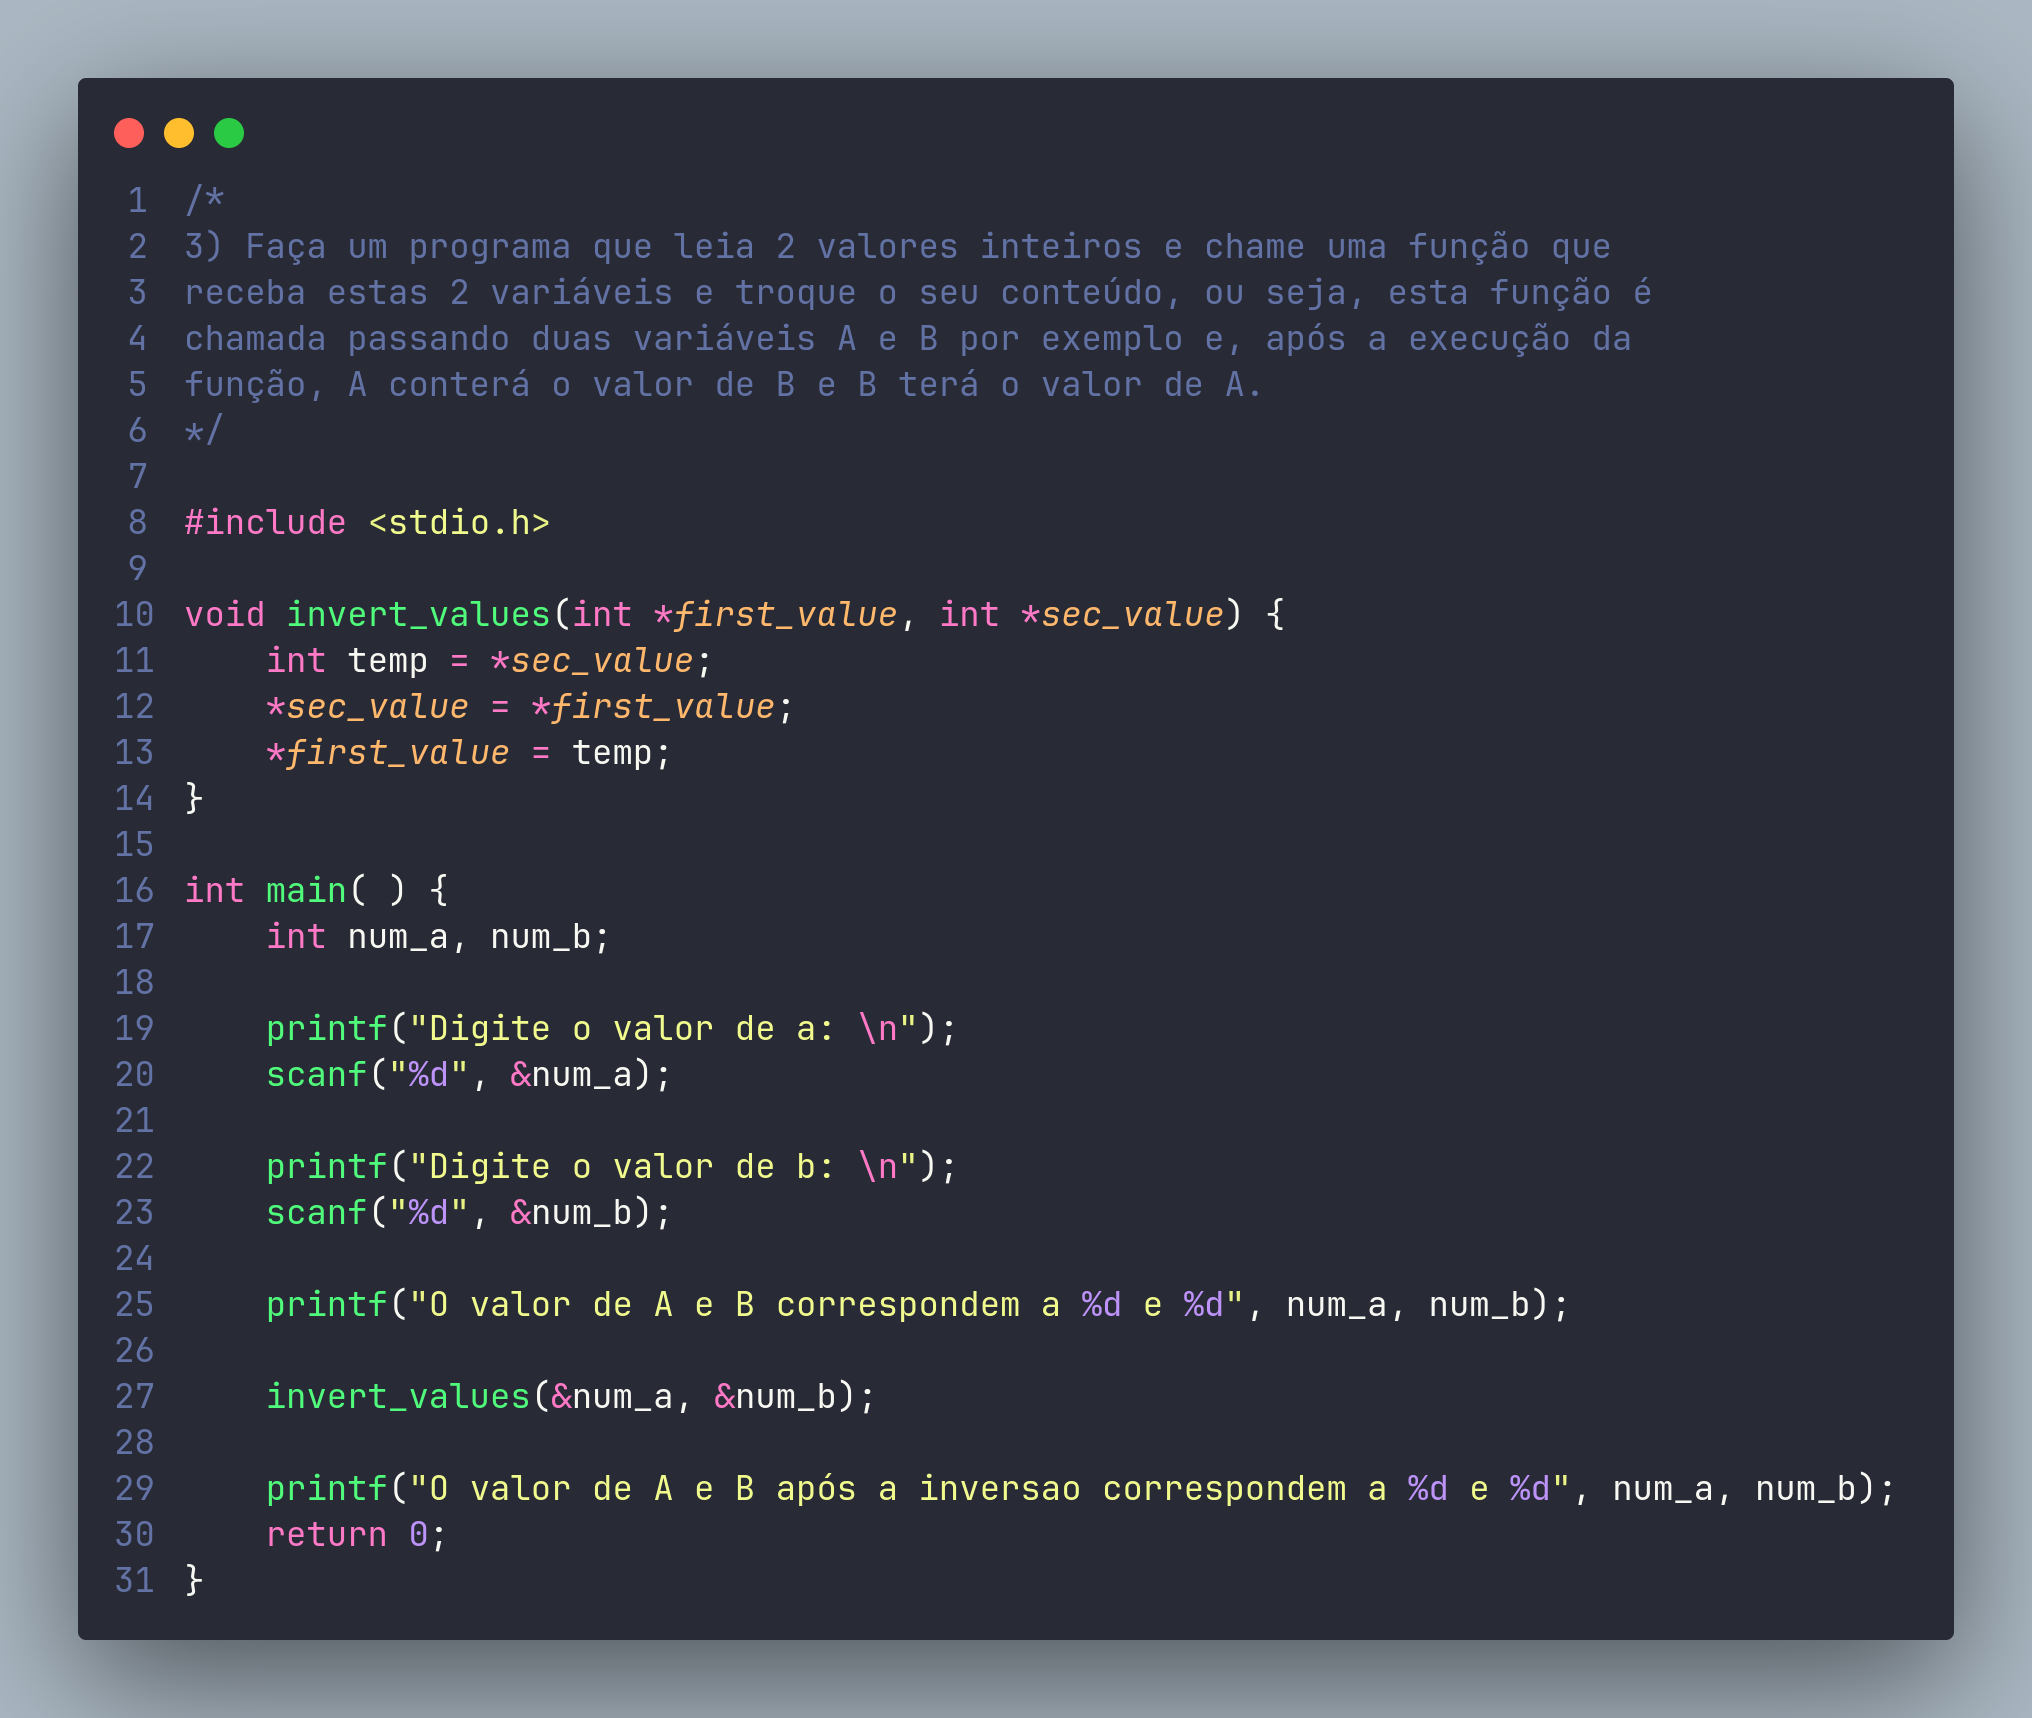 1 /*
2 3) Faça um programa que leia 2 valores inteiros e chame uma função que
3 receba estas 2 variáveis e troque o seu conteúdo, ou seja, esta função é
4 chamada passando duas variáveis A e B por exemplo e, após a execução da
5 função, A conterá o valor de B e B terá o valor de A.
6 */
7
8 #include <stdio.h>
9
10 void invert_values(int *first_value, int *sec_value) {
11     int temp = *sec_value;
12     *sec_value = *first_value;
13     *first_value = temp;
14 }
15
16 int main( ) {
17     int num_a, num_b;
18
19     printf("Digite o valor de a: \n");
20     scanf("%d", &num_a);
21
22     printf("Digite o valor de b: \n");
23     scanf("%d", &num_b);
24
25     printf("O valor de A e B correspondem a %d e %d", num_a, num_b);
26
27     invert_values(&num_a, &num_b);
28
29     printf("O valor de A e B após a inversao correspondem a %d e %d", num_a, num_b);
30     return 0;
31 }